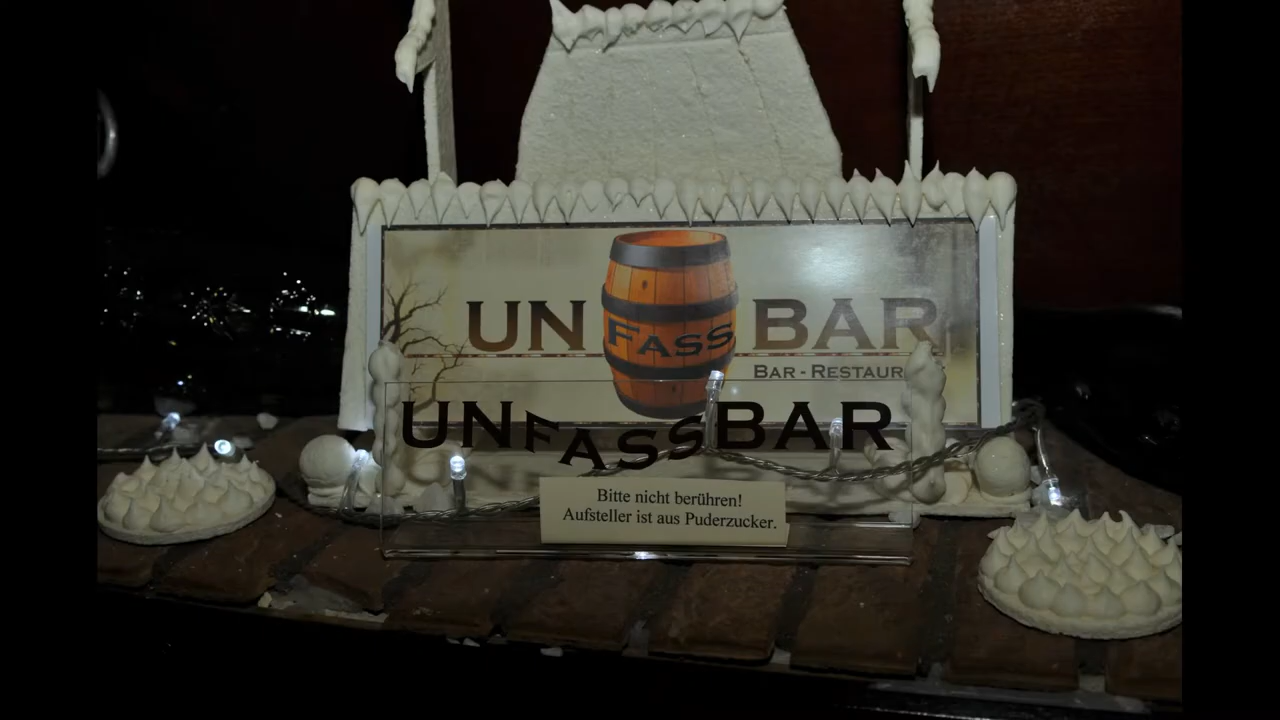 UN FASS BAR
BAR - RESTAUR
UNFASSBAR
Bitte nicht berühren!
Aufsteller ist aus Puderzucker.